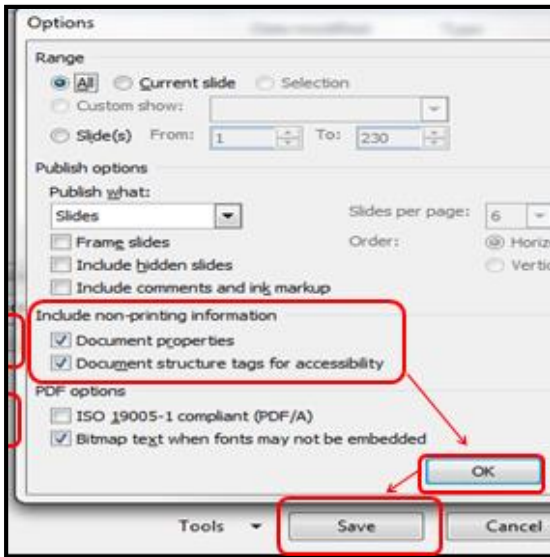 Options
Range
All Current slide Selection
Custom show:
Slide(s) From: 1 To: 230
Publish options
Publish what:
Slides Slides per page: 6
Frame slides Order: Horiz
Include hidden slides Vertic
Include comments and ink markup
Include non-printing information
Document properties
Document structure tags for accessibility
PDF options
ISO 19005-1 compliant (PDF/A)
Bitmap text when fonts may not be embedded
OK
Tools Save Cancel